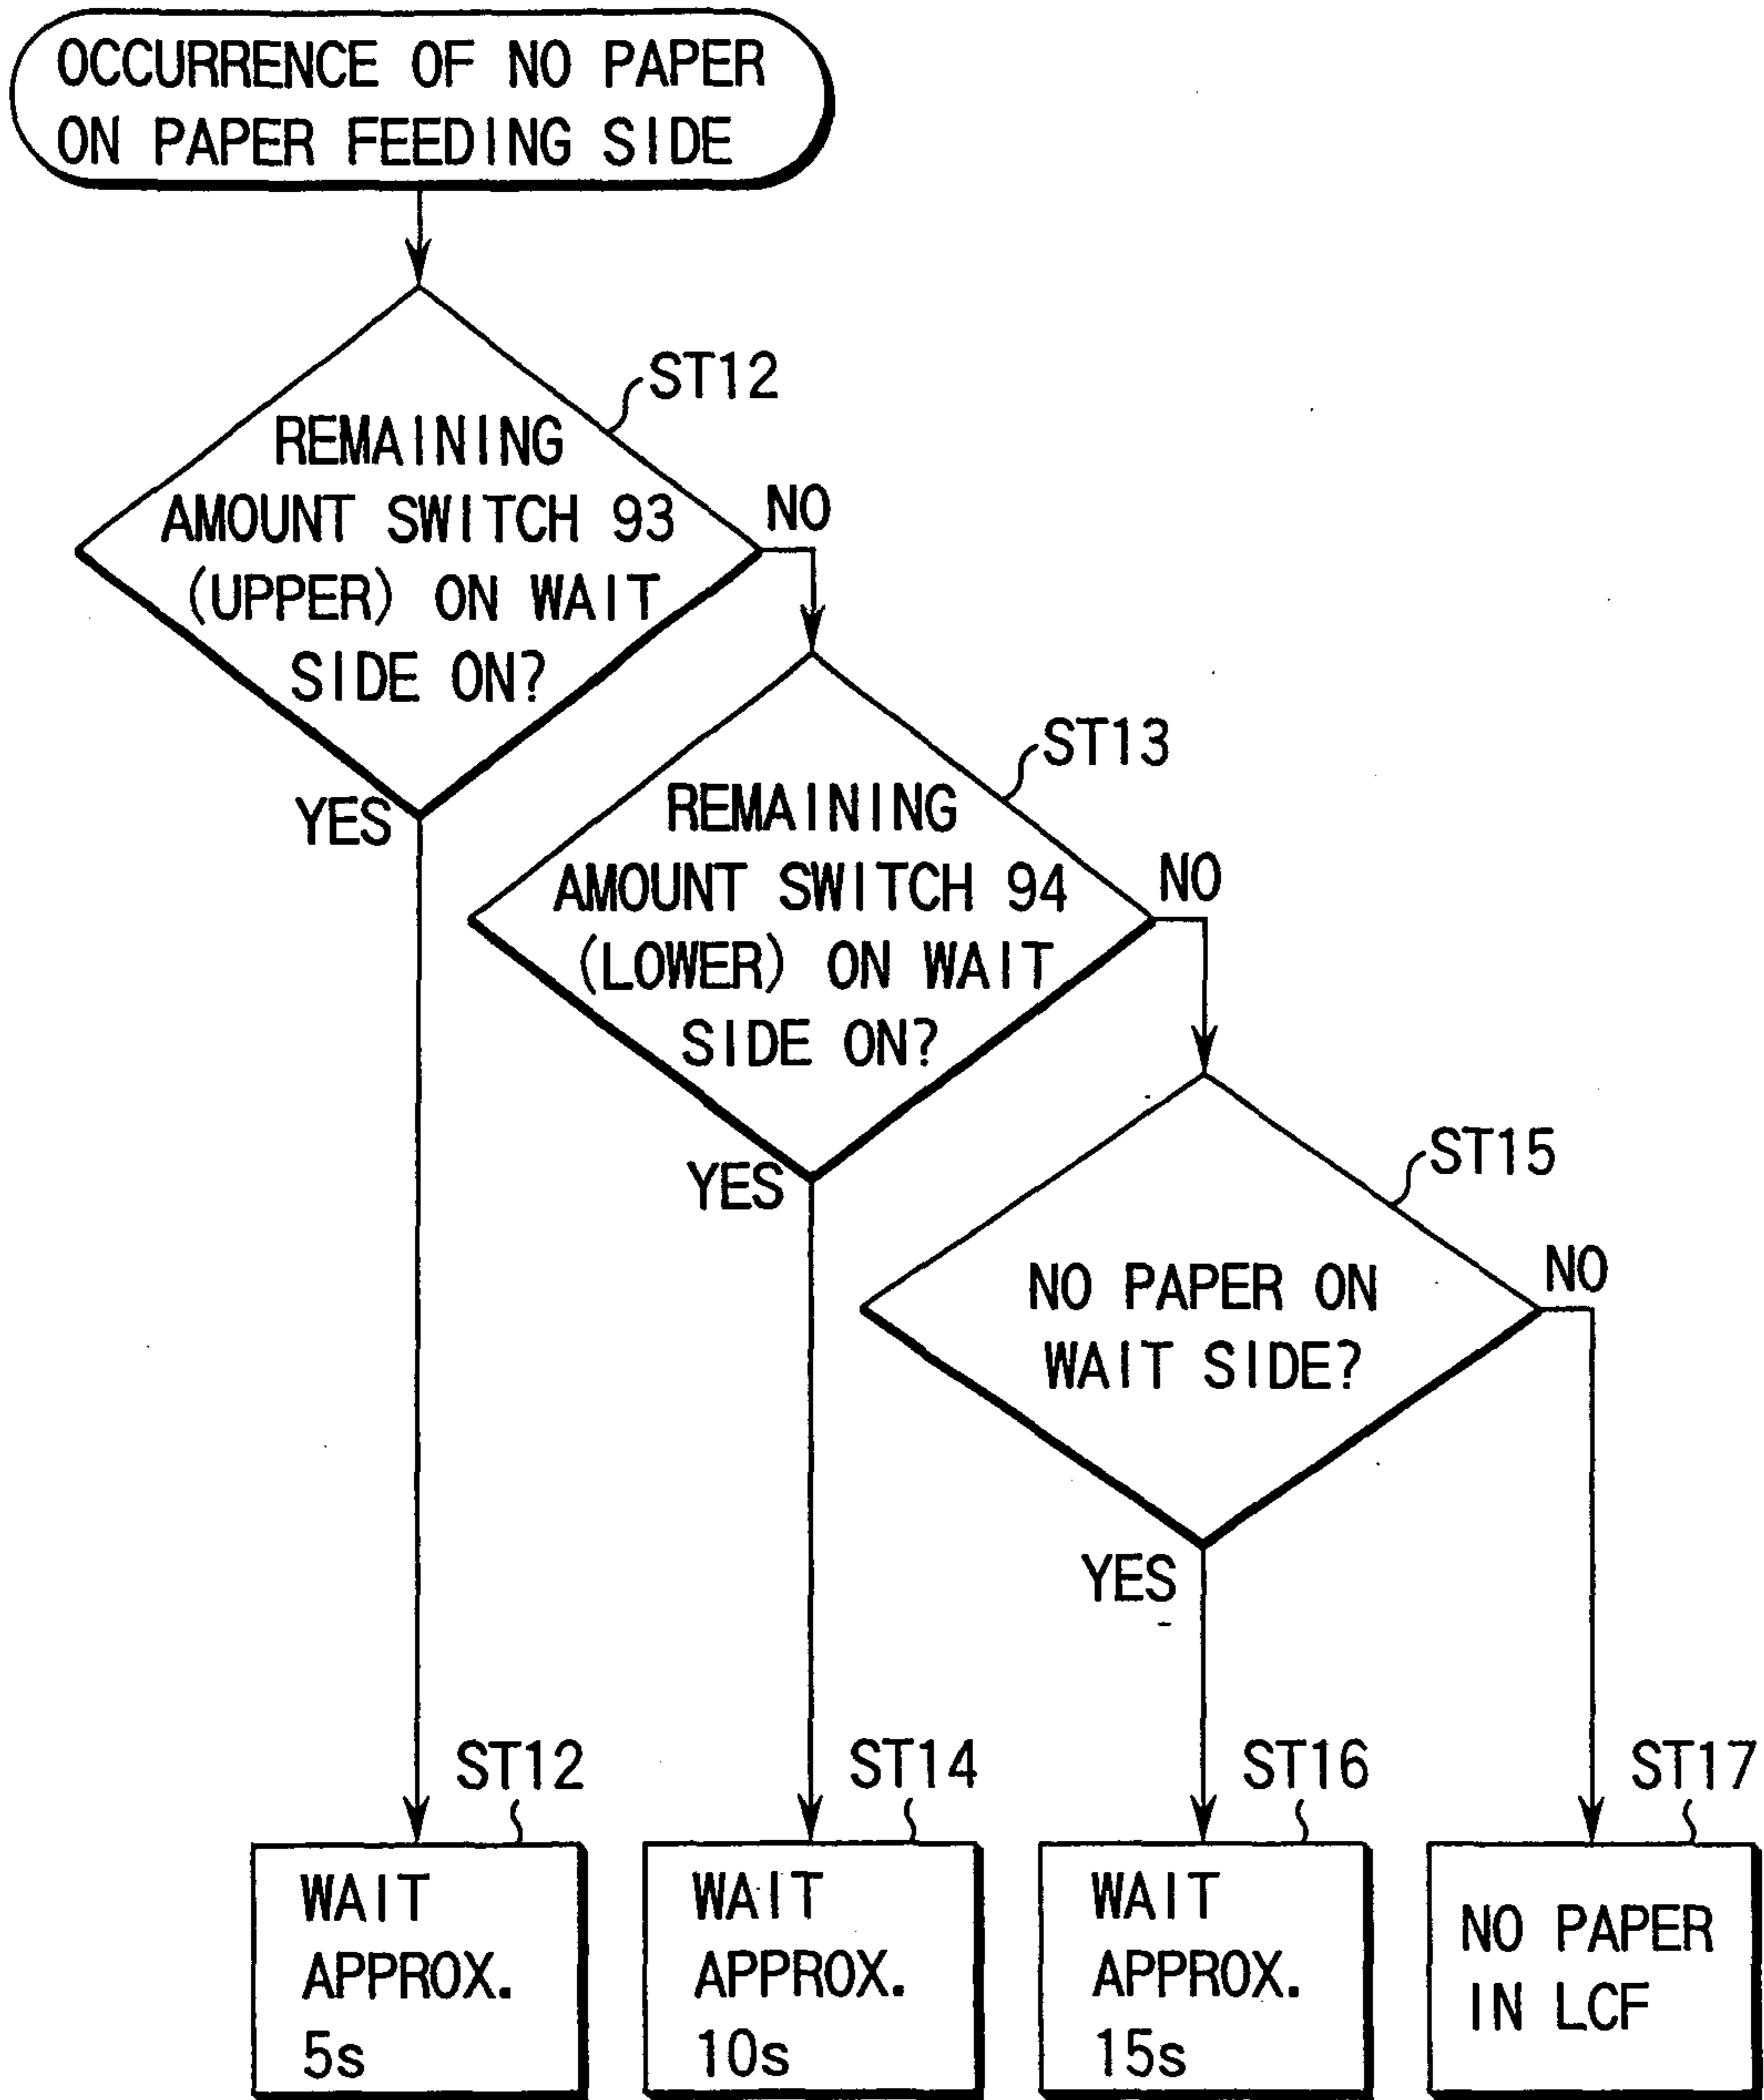 OCCURRENCE OF NO PAPER
ON PAPER FEEDING SIDE
ST12
REMAINING
AMOUNT SWITCH 93
(UPPER) ON WAIT
SIDE ON?
NO
YES
ST13
REMAINING
AMOUNT SWITCH 94
(LOWER) ON WAIT
SIDE ON?
NO
YES
ST15
NO PAPER ON
WAIT SIDE?
NO
YES
ST12
WAIT
APPROX.
5s
ST14
WAIT
APPROX.
10s
ST16
WAIT
APPROX.
15s
ST17
NO PAPER
IN LCF